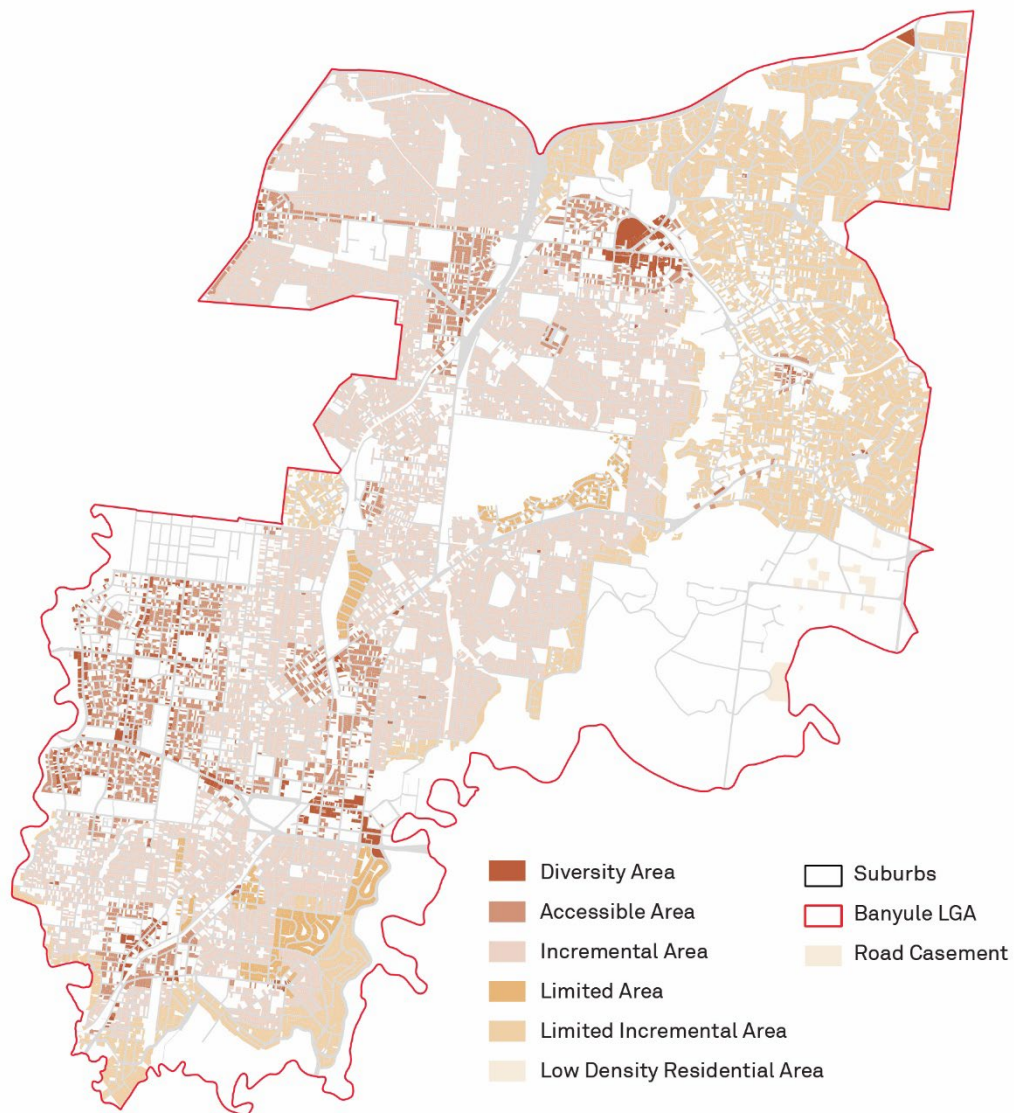 Diversity Area
Accessible Area
Incremental Area
Limited Area
Limited Incremental Area
Low Density Residential Area
Suburbs
Banyule LGA
Road Casement